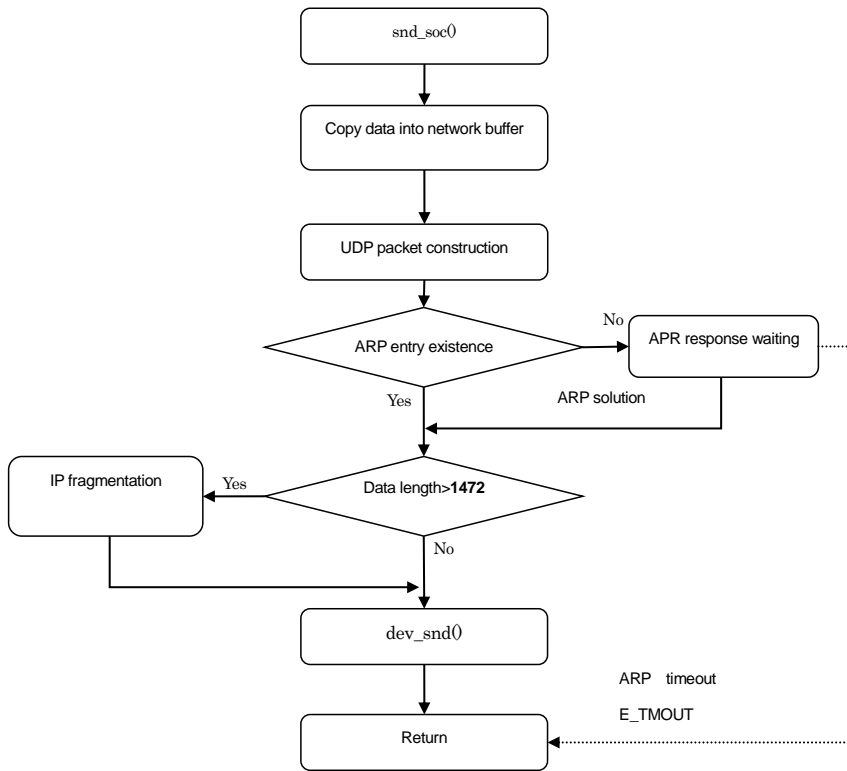 snd_soc()
Copy data into network buffer
UDP packet construction
ARP entry existence
No
APR response waiting
Yes
ARP solution
IP fragmentation
Yes
Data length>1472
No
dev_snd()
ARP timeout
E_TMOUT
Return